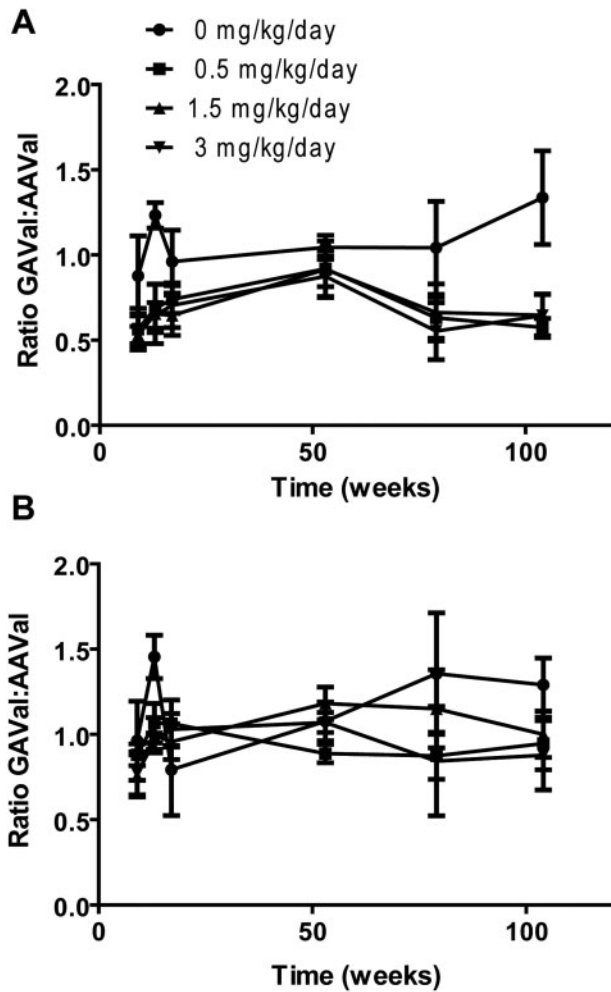 A
0 mg/kg/day
0.5 mg/kg/day
1.5 mg/kg/day
3 mg/kg/day
Ratio GAVal:AAVal
2.0
1.5
1.0
0.5
0.0
0 50 100
Time (weeks)
B
Ratio GAVal:AAVal
2.0
1.5
1.0
0.5
0.0
0 50 100
Time (weeks)